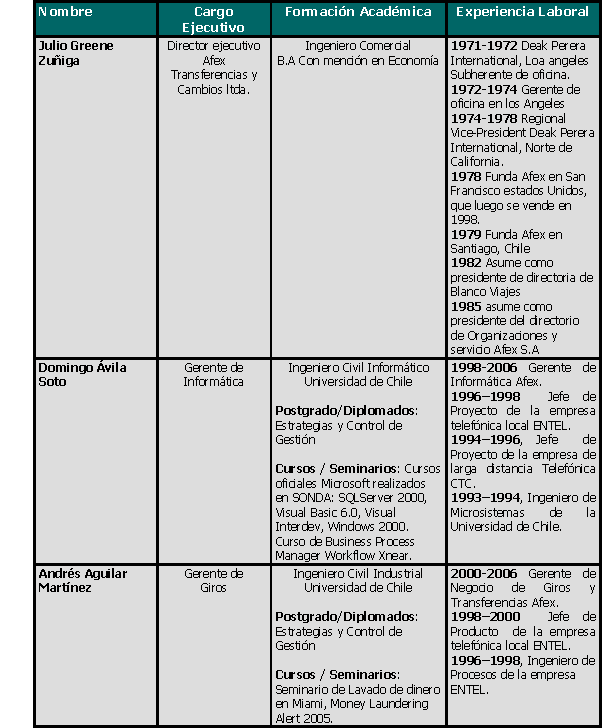 Nombre
Cargo
Ejecutivo
Formación Académica
Experiencia Laboral
Julio Greene
Zuñiga
Director ejecutivo
Afex
Transferencias y
Cambios ltda.
Ingeniero Comercial
B.A Con mención en Economía
1971-1972 Deak Perera
International, Loa angeles
Subherente de oficina.
1972-1974 Gerente de
oficina en los Angeles
1974-1978 Regional
Vice-President Deak Perera
International, Norte de
California.
1978 Funda Afex en San
Francisco estados Unidos,
que luego se vende en
1998.
1979 Funda Afex en
Santiago, Chile
1982 Asume como
presidente de directoria de
Blanco Viajes
1985 asume como
presidente del directorio
de Organizaciones y
servicio Afex S.A
Domingo Ávila
Soto
Gerente de
Informática
Ingeniero Civil Informático
Universidad de Chile
Postgrado/Diplomados:
Estrategias y Control de
Gestión
Cursos / Seminarios: Cursos
oficiales Microsoft realizados
en SONDA: SQLServer 2000,
Visual Basic 6.0, Visual
Interdev, Windows 2000.
Curso de Business Process
Manager Workflow Xnear.
1998-2006 Gerente de
Informática Afex.
1996–1998 Jefe de
Proyecto de la empresa
telefónica local ENTEL.
1994–1996, Jefe de
Proyecto de la empresa de
larga distancia Telefónica
CTC.
1993–1994, Ingeniero de
Microsistemas de la
Universidad de Chile.
Andrés Aguilar
Martínez
Gerente de
Giros
Ingeniero Civil Industrial
Universidad de Chile
Postgrado/Diplomados:
Estrategias y Control de
Gestión
Cursos / Seminarios:
Seminario de Lavado de dinero
en Miami, Money Laundering
Alert 2005.
2000-2006 Gerente de
Negocio de Giros y
Transferencias Afex.
1998–2000 Jefe de
Producto de la empresa
telefónica local ENTEL.
1996–1998, Ingeniero de
Procesos de la empresa
ENTEL.